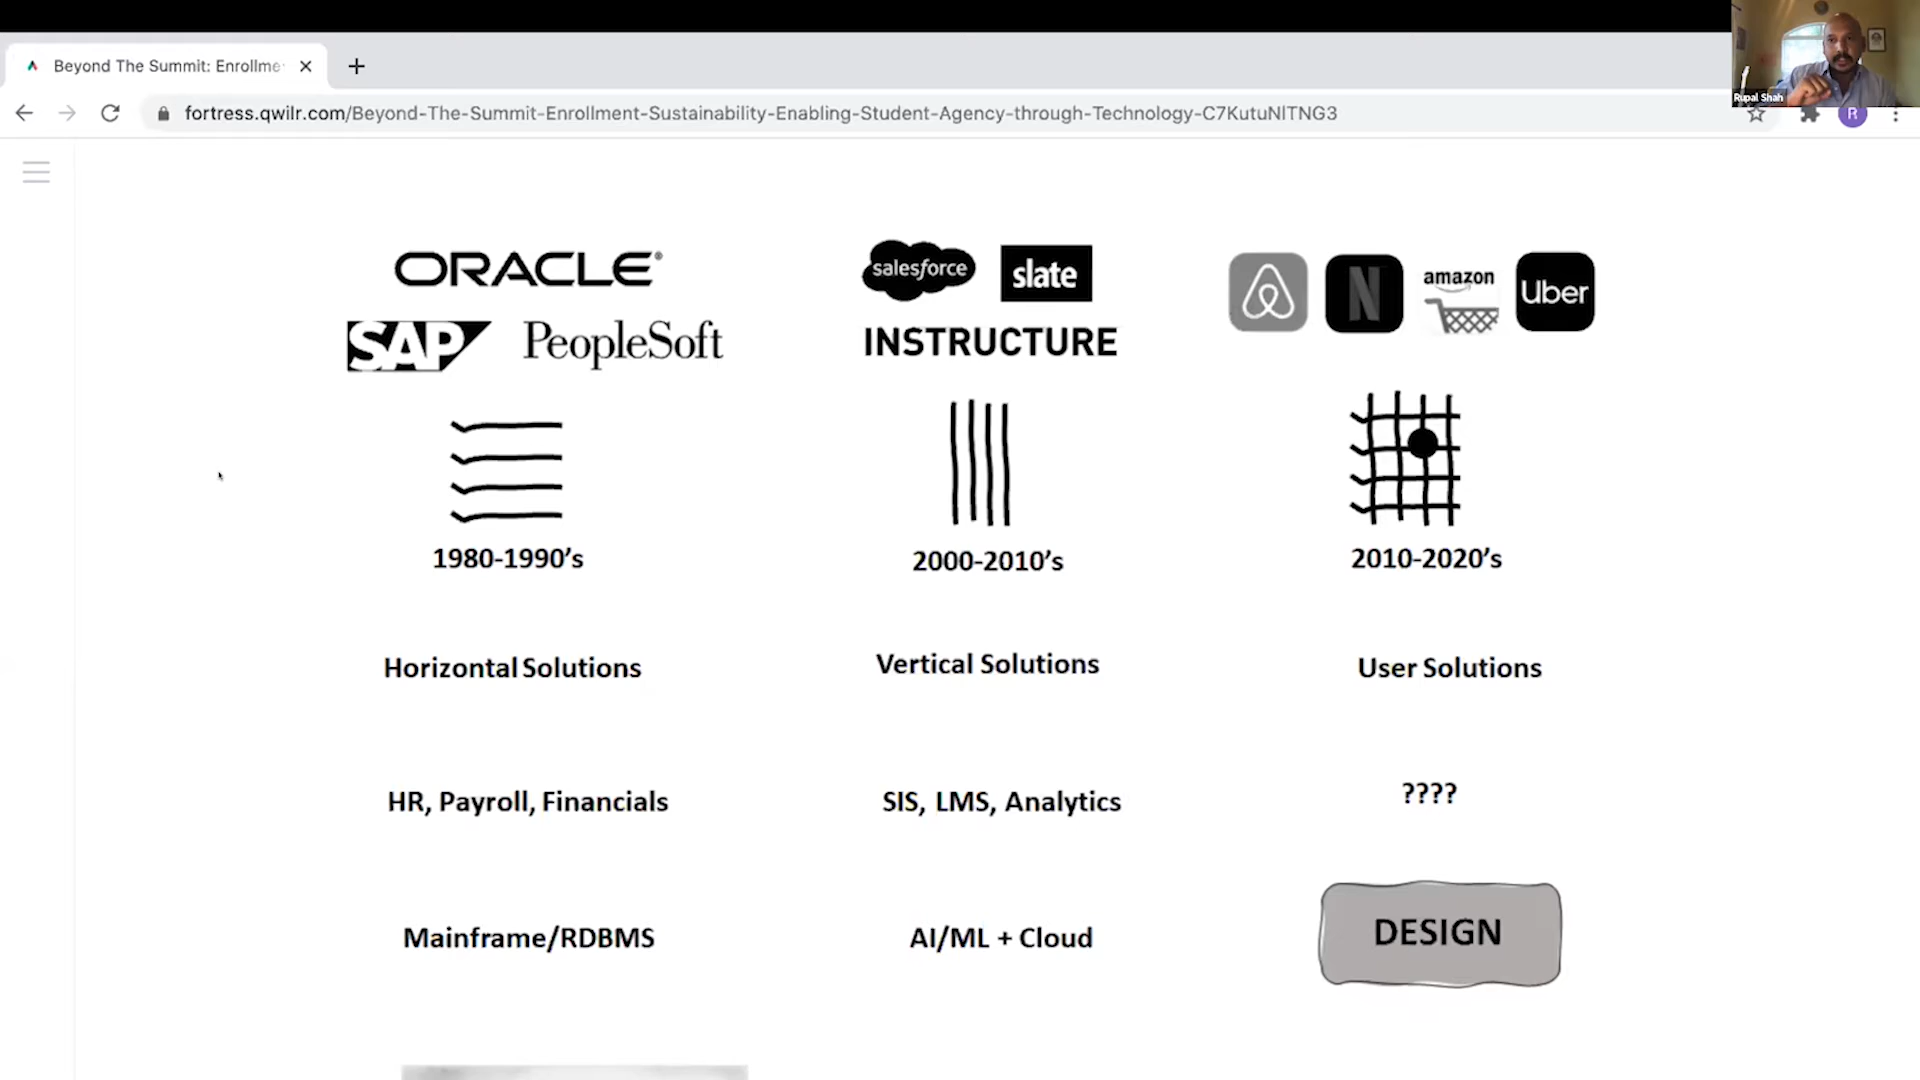 Beyond The Summit: Enrollme
fortress.qwilr.com/Beyond-The-Summit-Enrollment-Sustainability-Enabling-Student-Agency-through-Technology-C7KutuNlTNG3
R
Rupal Shah
ORACLE®
SAP PeopleSoft
salesforce slate
INSTRUCTURE
N amazon Uber
1980-1990's
2000-2010's
2010-2020's
Horizontal Solutions
Vertical Solutions
User Solutions
HR, Payroll, Financials
SIS, LMS, Analytics
????
Mainframe/RDBMS
AI/ML + Cloud
DESIGN